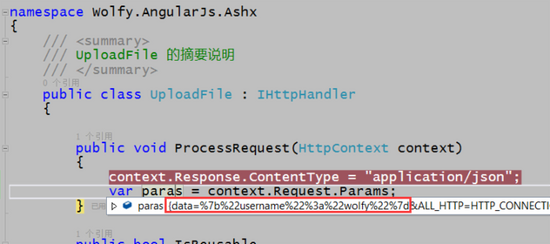 namespace Wolfy.AngularJs.Ashx
{
/// <summary>
/// UploadFile 的摘要说明
/// </summary>
0 个引用
public class UploadFile : IHttpHandler
{
1 个引用
public void ProcessRequest(HttpContext context)
{
context.Response.ContentType = "application/json";
var paras = context.Request.Params;
} 
paras {data=%7b%22username%22%3a%22wolfy%22%7d&ALL_HTTP=HTTP_CONNECTI
1 个引用
public bool IsReusable